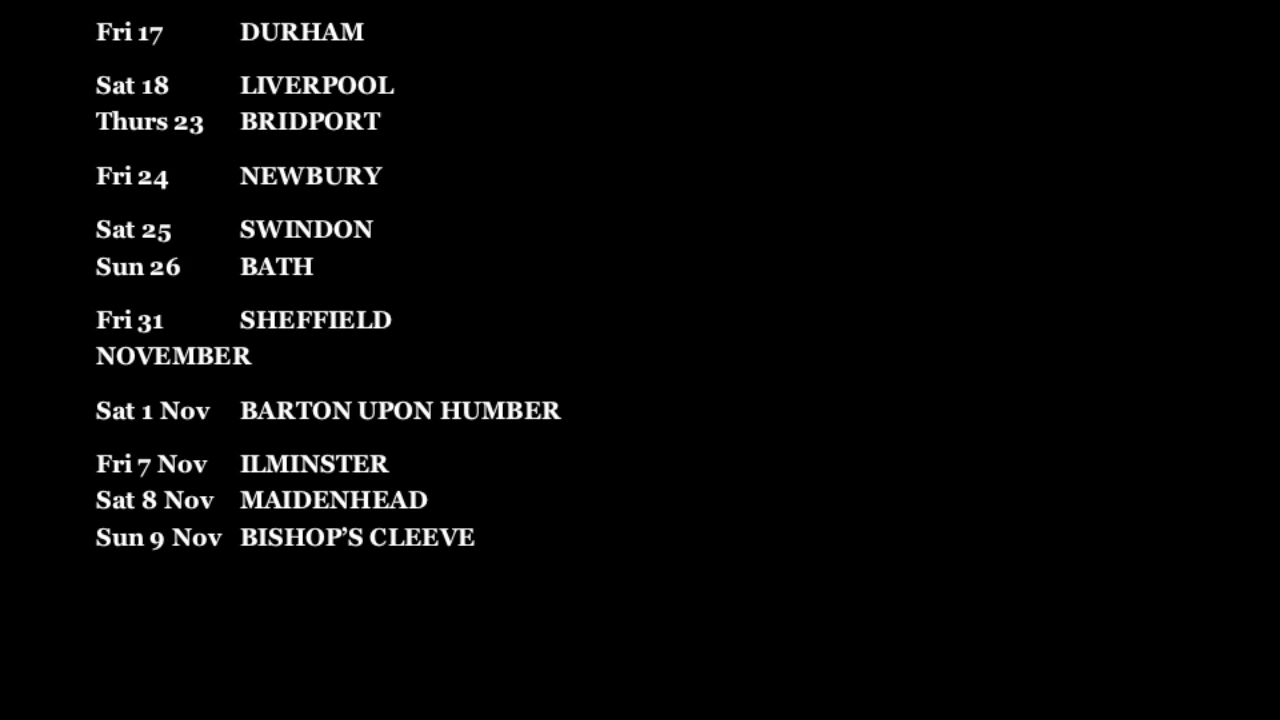 Fri 17 DURHAM
Sat 18 LIVERPOOL
Thurs 23 BRIDPORT
Fri 24 NEWBURY
Sat 25 SWINDON
Sun 26 BATH
Fri 31 SHEFFIELD
NOVEMBER
Sat 1 Nov BARTON UPON HUMBER
Fri 7 Nov ILMINSTER
Sat 8 Nov MAIDENHEAD
Sun 9 Nov BISHOP’S CLEEVE